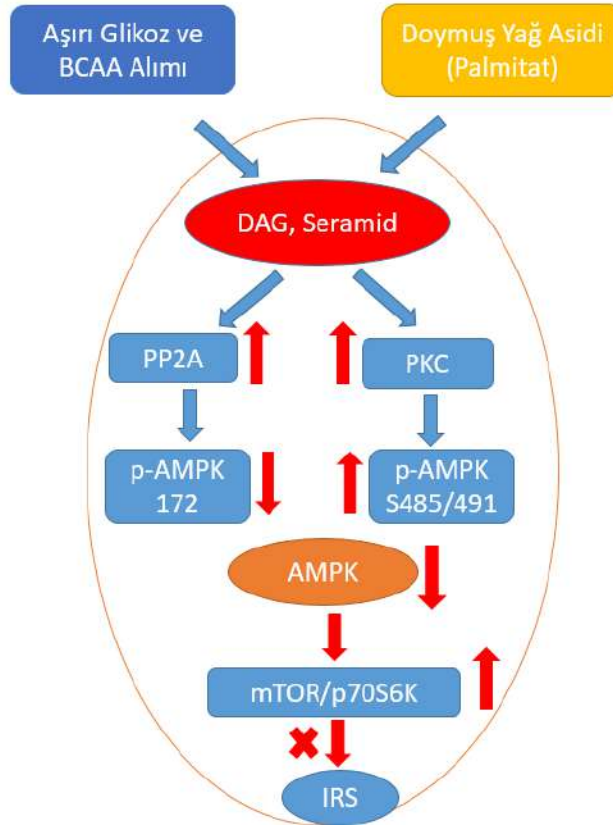 Aşırı Glikoz ve
BCAA Alımı
Doymuş Yağ Asidi
(Palmitat)
DAG, Seramid
PP2A
PKC
p-AMPK
172
p-AMPK
S485/491
AMPK
mTOR/p70S6K
IRS